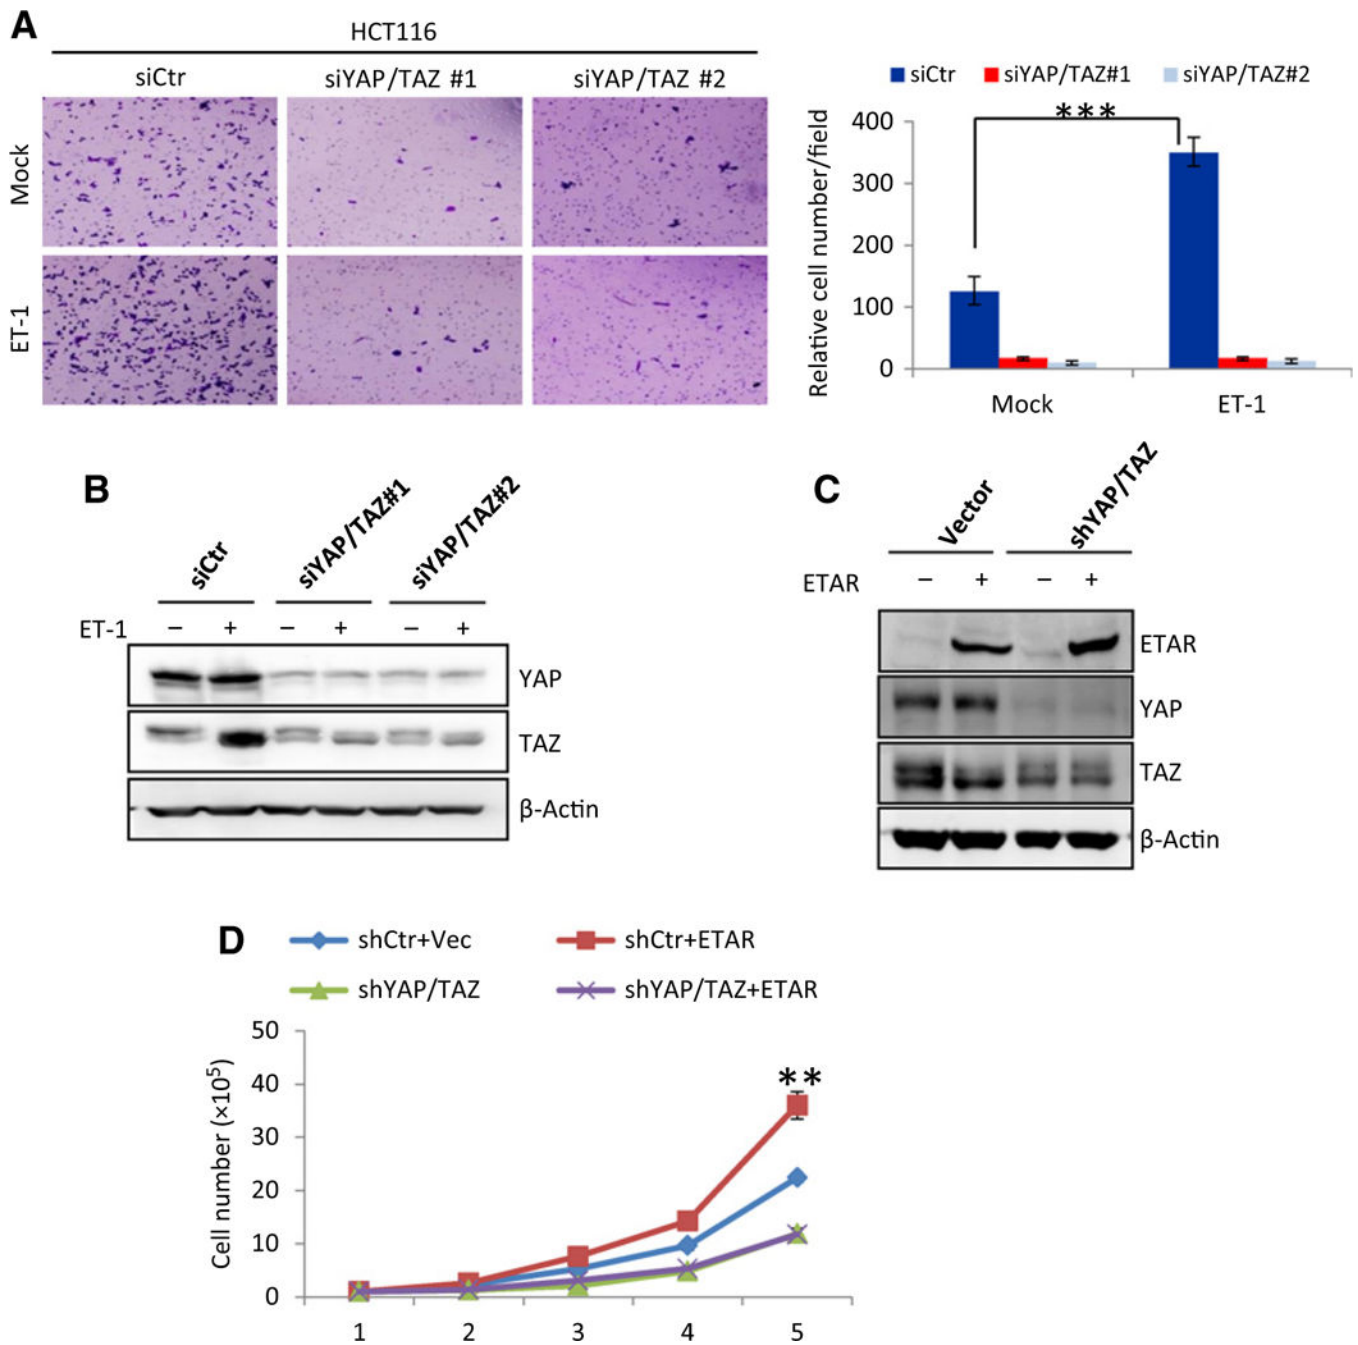 A
HCT116
siCtr siYAP/TAZ #1 siYAP/TAZ #2
Mock
ET-1
siCtr siYAP/TAZ#1 siYAP/TAZ#2
***
Relative cell number/field
400
300
200
100
0
Mock ET-1
B
siCtr siYAP/TAZ#1 siYAP/TAZ#2
ET-1 − + − + − +
YAP
TAZ
β-Actin
C
Vector shYAP/TAZ
ETAR − + − +
ETAR
YAP
TAZ
β-Actin
D
shCtr+Vec shCtr+ETAR
shYAP/TAZ shYAP/TAZ+ETAR
Cell number (×10⁵)
50
40
30
20
10
0
**
1 2 3 4 5